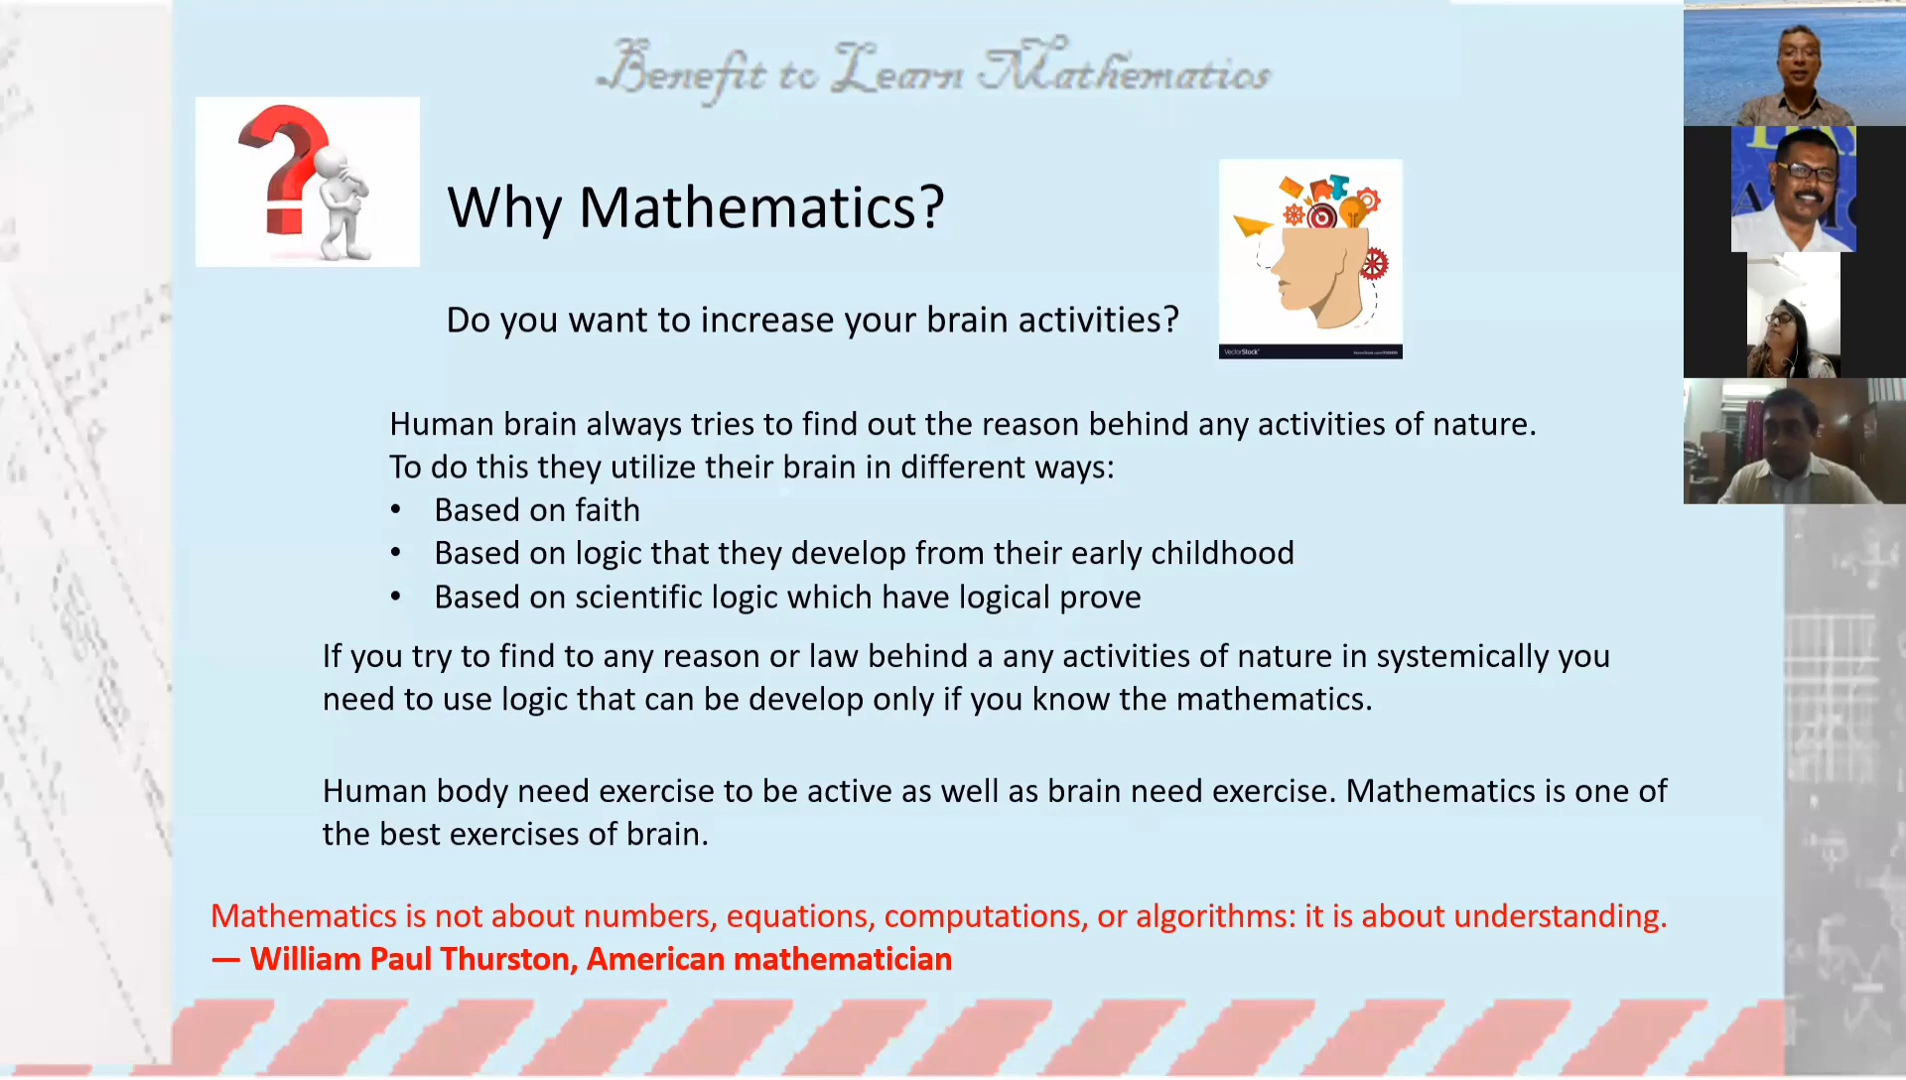 Benefit to Learn Mathematics
Why Mathematics?
Do you want to increase your brain activities?
VectorStock
Human brain always tries to find out the reason behind any activities of nature.
To do this they utilize their brain in different ways:
• Based on faith
• Based on logic that they develop from their early childhood
• Based on scientific logic which have logical prove
If you try to find to any reason or law behind a any activities of nature in systemically you
need to use logic that can be develop only if you know the mathematics.
Human body need exercise to be active as well as brain need exercise. Mathematics is one of
the best exercises of brain.
Mathematics is not about numbers, equations, computations, or algorithms: it is about understanding.
— William Paul Thurston, American mathematician